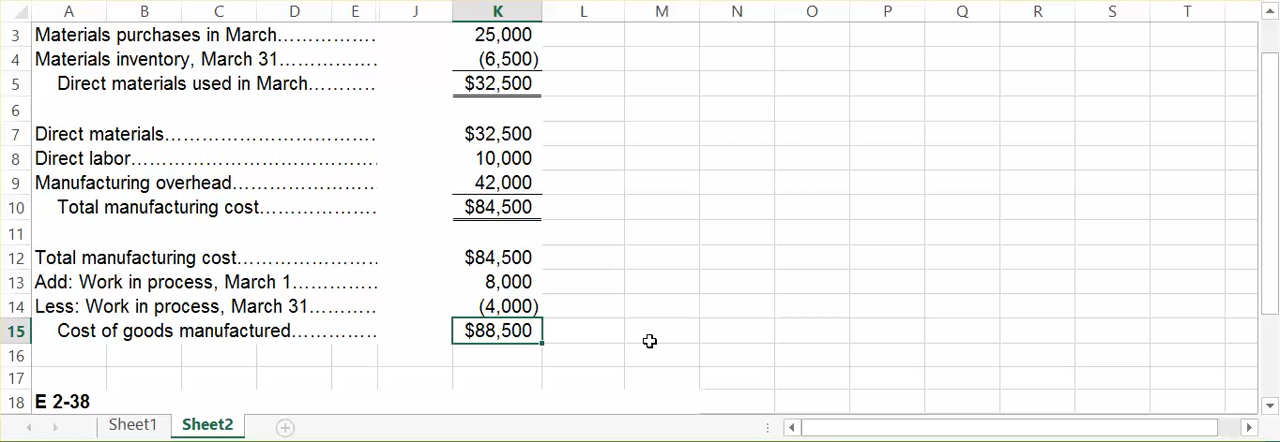 A B C D E J K L M N O P Q R S T
3 Materials purchases in March…………….. 25,000
4 Materials inventory, March 31……………. (6,500)
5 Direct materials used in March……….. $32,500
6
7 Direct materials…………………………….. $32,500
8 Direct labor………………………………….. 10,000
9 Manufacturing overhead…………………… 42,000
10 Total manufacturing cost……………….. $84,500
11
12 Total manufacturing cost…………………… $84,500
13 Add: Work in process, March 1………….. 8,000
14 Less: Work in process, March 31……….. (4,000)
15 Cost of goods manufactured………….. $88,500
16
17
18 E 2-38
Sheet1 Sheet2